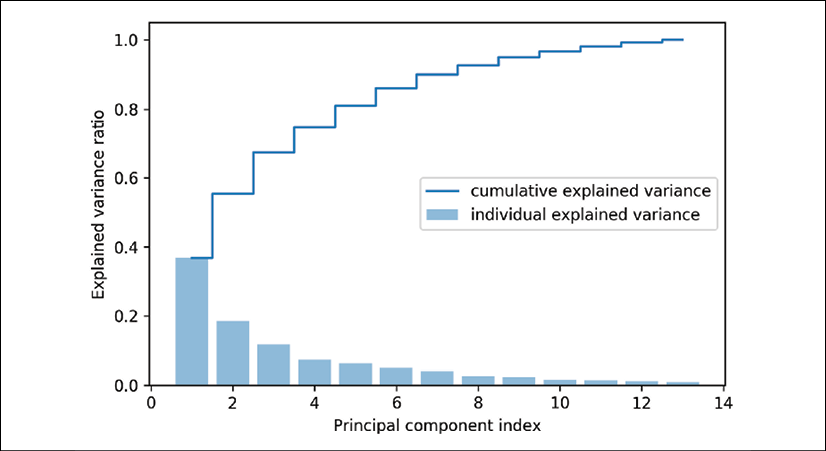 1.0
0.8
0.6
0.4
0.2
0.0
Explained variance ratio
cumulative explained variance
individual explained variance
0 2 4 6 8 10 12 14
Principal component index